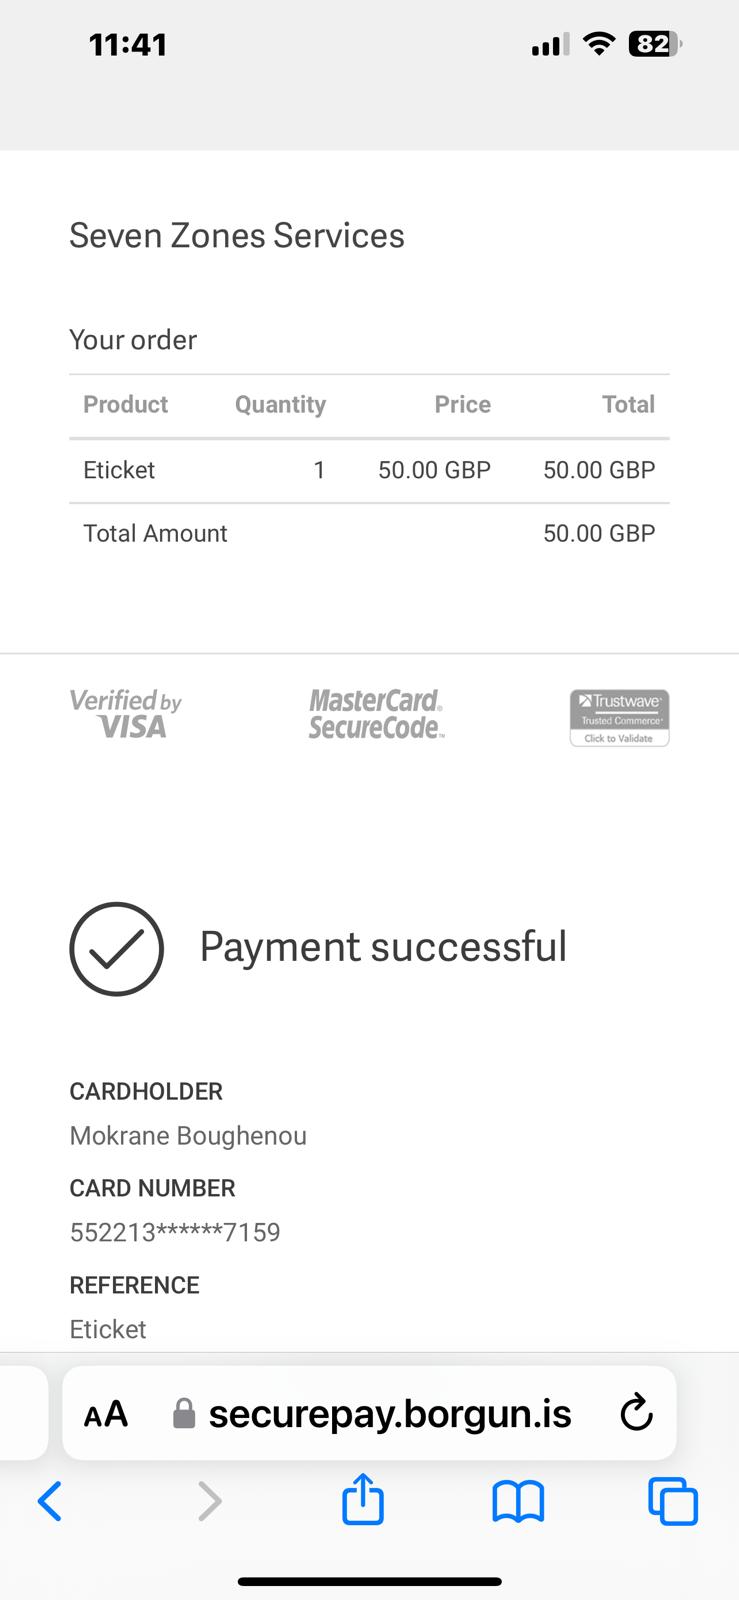 11:41
82
Seven Zones Services
Your order
Product Quantity Price Total
Eticket 1 50.00 GBP 50.00 GBP
Total Amount 50.00 GBP
Verified by VISA
MasterCard® SecureCode™
Trustwave®
Trusted Commerce®
Click to Validate
Payment successful
CARDHOLDER
Mokrane Boughenou
CARD NUMBER
552213******7159
REFERENCE
Eticket
AA securepay.borgun.is